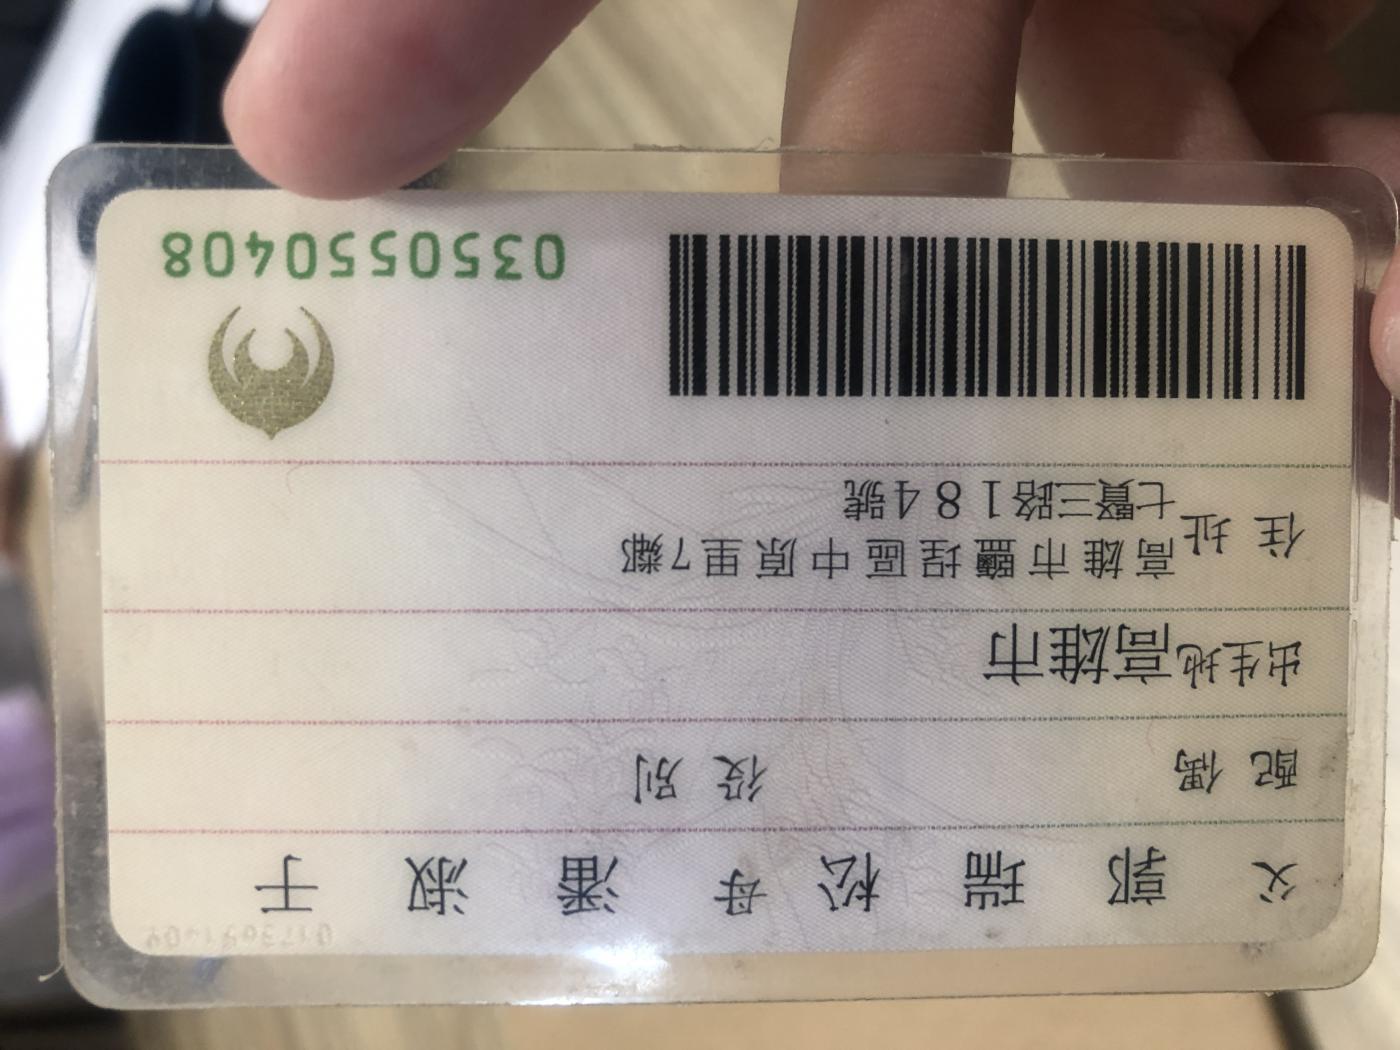 父 郭瑞松 母 潘淑子
配偶 役別
出生地 高雄市
住址 高雄市鹽埕區中原里7鄰
七賢三路184號
0350550408